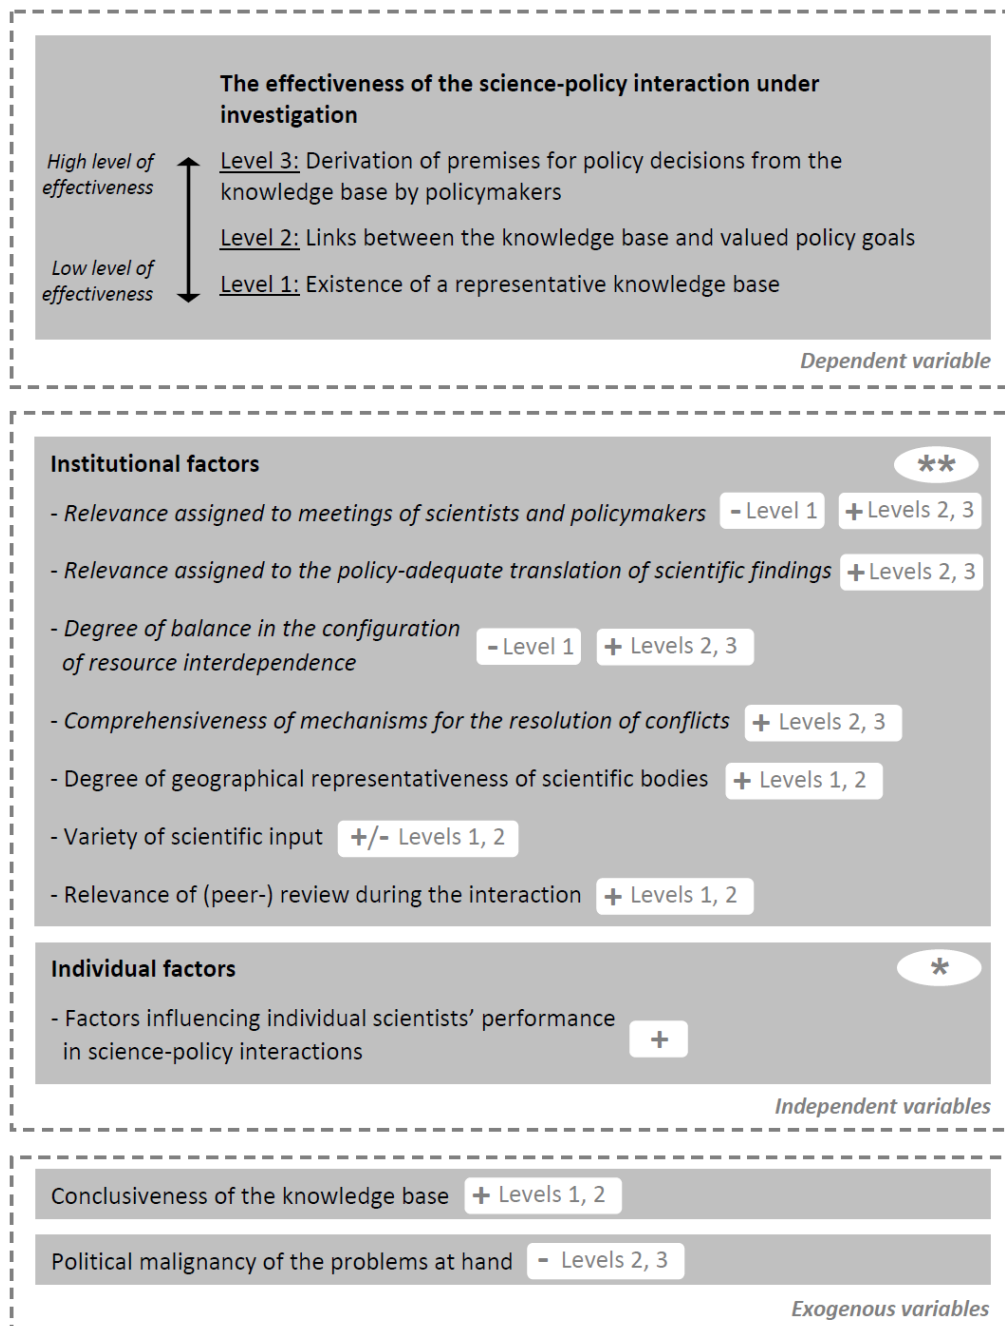 The effectiveness of the science-policy interaction under
investigation
High level of
effectiveness
Level 3: Derivation of premises for policy decisions from the
knowledge base by policymakers
Level 2: Links between the knowledge base and valued policy goals
Low level of
effectiveness
Level 1: Existence of a representative knowledge base
Dependent variable
Institutional factors **
- Relevance assigned to meetings of scientists and policymakers - Level 1 + Levels 2, 3
- Relevance assigned to the policy-adequate translation of scientific findings + Levels 2, 3
- Degree of balance in the configuration
of resource interdependence - Level 1 + Levels 2, 3
- Comprehensiveness of mechanisms for the resolution of conflicts + Levels 2, 3
- Degree of geographical representativeness of scientific bodies + Levels 1, 2
- Variety of scientific input +/- Levels 1, 2
- Relevance of (peer-) review during the interaction + Levels 1, 2
Individual factors *
- Factors influencing individual scientists' performance
in science-policy interactions +
Independent variables
Conclusiveness of the knowledge base + Levels 1, 2
Political malignancy of the problems at hand - Levels 2, 3
Exogenous variables